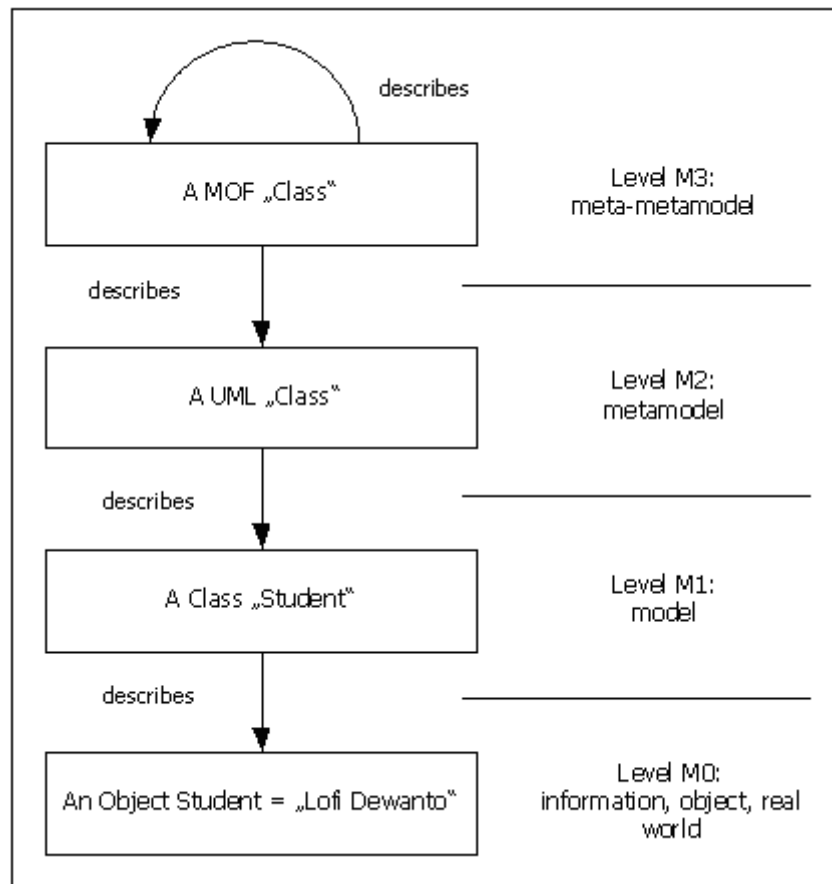 describes
A MOF „Class“
Level M3:
meta-metamodel
describes
A UML „Class“
Level M2:
metamodel
describes
A Class „Student“
Level M1:
model
describes
An Object Student = „Lofi Dewanto“
Level M0:
information, object, real
world